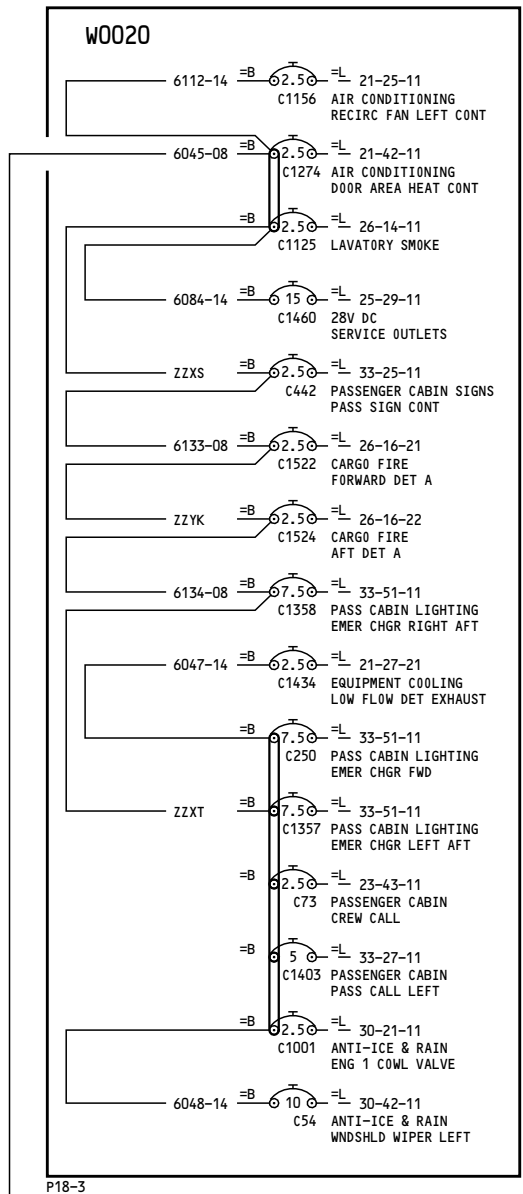 W0020
6112-14 =B 2.5 =L 21-25-11
C1156 AIR CONDITIONING
RECIRC FAN LEFT CONT
6045-08 =B 2.5 =L 21-42-11
C1274 AIR CONDITIONING
DOOR AREA HEAT CONT
=B 2.5 =L 26-14-11
C1125 LAVATORY SMOKE
6084-14 =B 15 =L 25-29-11
C1460 28V DC
SERVICE OUTLETS
ZZXS =B 2.5 =L 33-25-11
C442 PASSENGER CABIN SIGNS
PASS SIGN CONT
6133-08 =B 2.5 =L 26-16-21
C1522 CARGO FIRE
FORWARD DET A
ZZYK =B 2.5 =L 26-16-22
C1524 CARGO FIRE
AFT DET A
6134-08 =B 7.5 =L 33-51-11
C1358 PASS CABIN LIGHTING
EMER CHGR RIGHT AFT
6047-14 =B 2.5 =L 21-27-21
C1434 EQUIPMENT COOLING
LOW FLOW DET EXHAUST
=B 7.5 =L 33-51-11
C250 PASS CABIN LIGHTING
EMER CHGR FWD
ZZXT =B 7.5 =L 33-51-11
C1357 PASS CABIN LIGHTING
EMER CHGR LEFT AFT
=B 2.5 =L 23-43-11
C73 PASSENGER CABIN
CREW CALL
=B 5 =L 33-27-11
C1403 PASSENGER CABIN
PASS CALL LEFT
=B 2.5 =L 30-21-11
C1001 ANTI-ICE & RAIN
ENG 1 COWL VALVE
6048-14 =B 10 =L 30-42-11
C54 ANTI-ICE & RAIN
WNDSHLD WIPER LEFT
P18-3